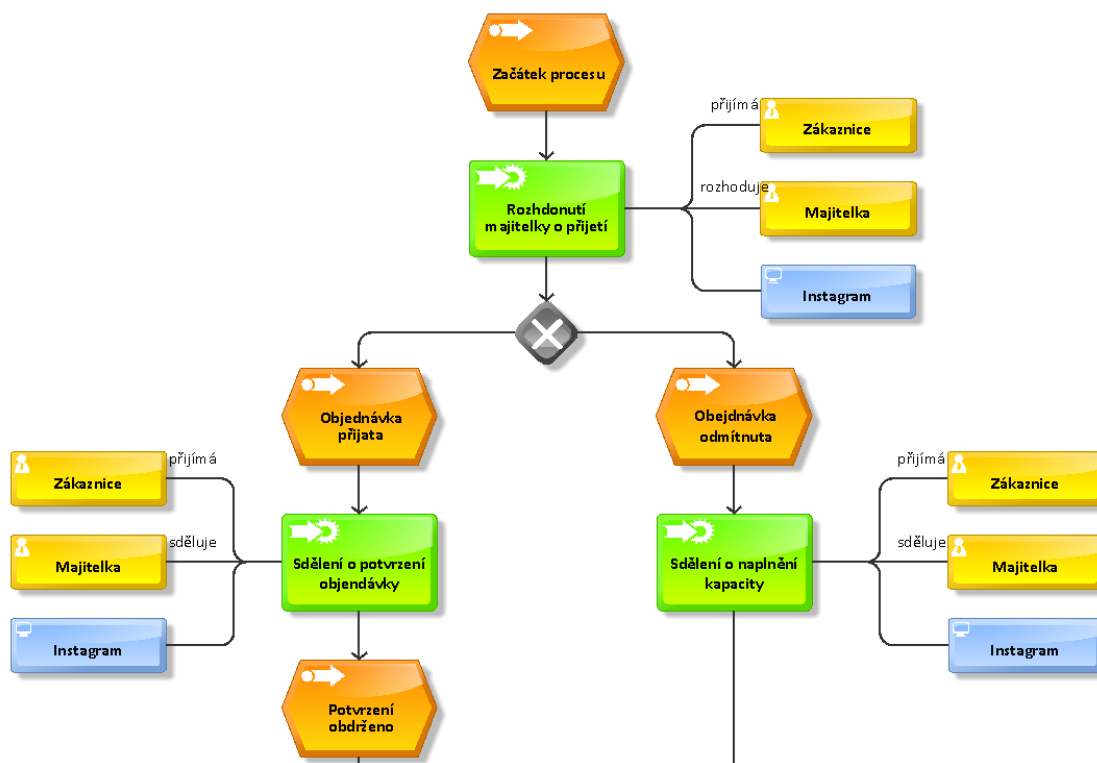 Začátek procesu
přijímá
Zákaznice
rozhoduje
Majitelka
Rozhdonutí
majitelky o přijetí
Instagram
Objednávka
přijata
Obejdnávka
odmítnuta
přijímá
Zákaznice
sděluje
Majitelka
Instagram
Sdělení o potvrzení
objendávky
Sdělení o naplnění
kapacity
přijímá
Zákaznice
sděluje
Majitelka
Instagram
Potvrzení
obdrženo